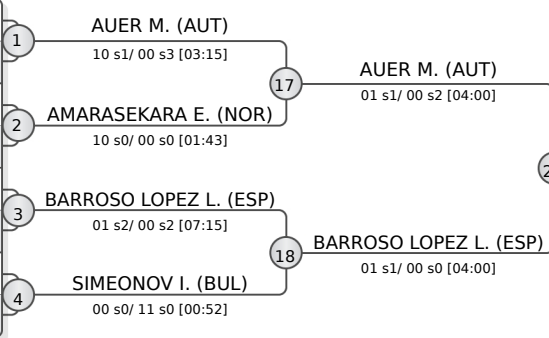 1
AUER M. (AUT)
10 s1/ 00 s3 [03:15]
17
AUER M. (AUT)
01 s1/ 00 s2 [04:00]
2
AMARASEKARA E. (NOR)
10 s0/ 00 s0 [01:43]
3
BARROSO LOPEZ L. (ESP)
01 s2/ 00 s2 [07:15]
18
BARROSO LOPEZ L. (ESP)
01 s1/ 00 s0 [04:00]
4
SIMEONOV I. (BUL)
00 s0/ 11 s0 [00:52]